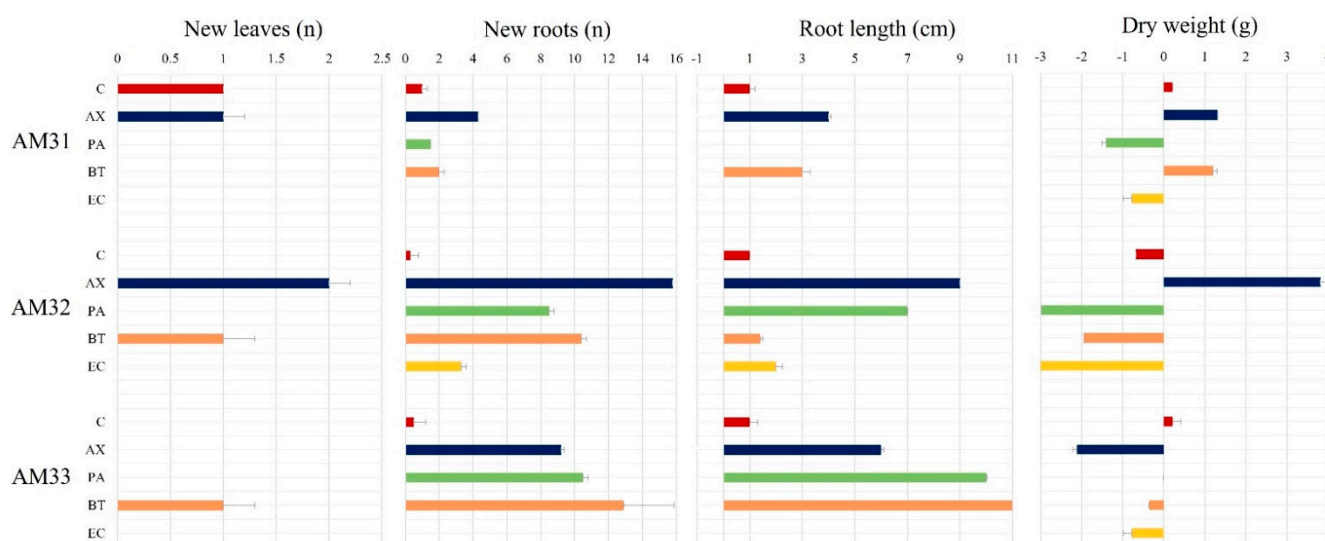 New leaves (n) New roots (n) Root length (cm) Dry weight (g)
0 0.5 1 1.5 2 2.5 0 2 4 6 8 10 12 14 16 -1 1 3 5 7 9 11 -3 -2 -1 0 1 2 3
C
AX
AM31 PA
BT
EC
C
AX
AM32 PA
BT
EC
C
AX
AM33 PA
BT
EC